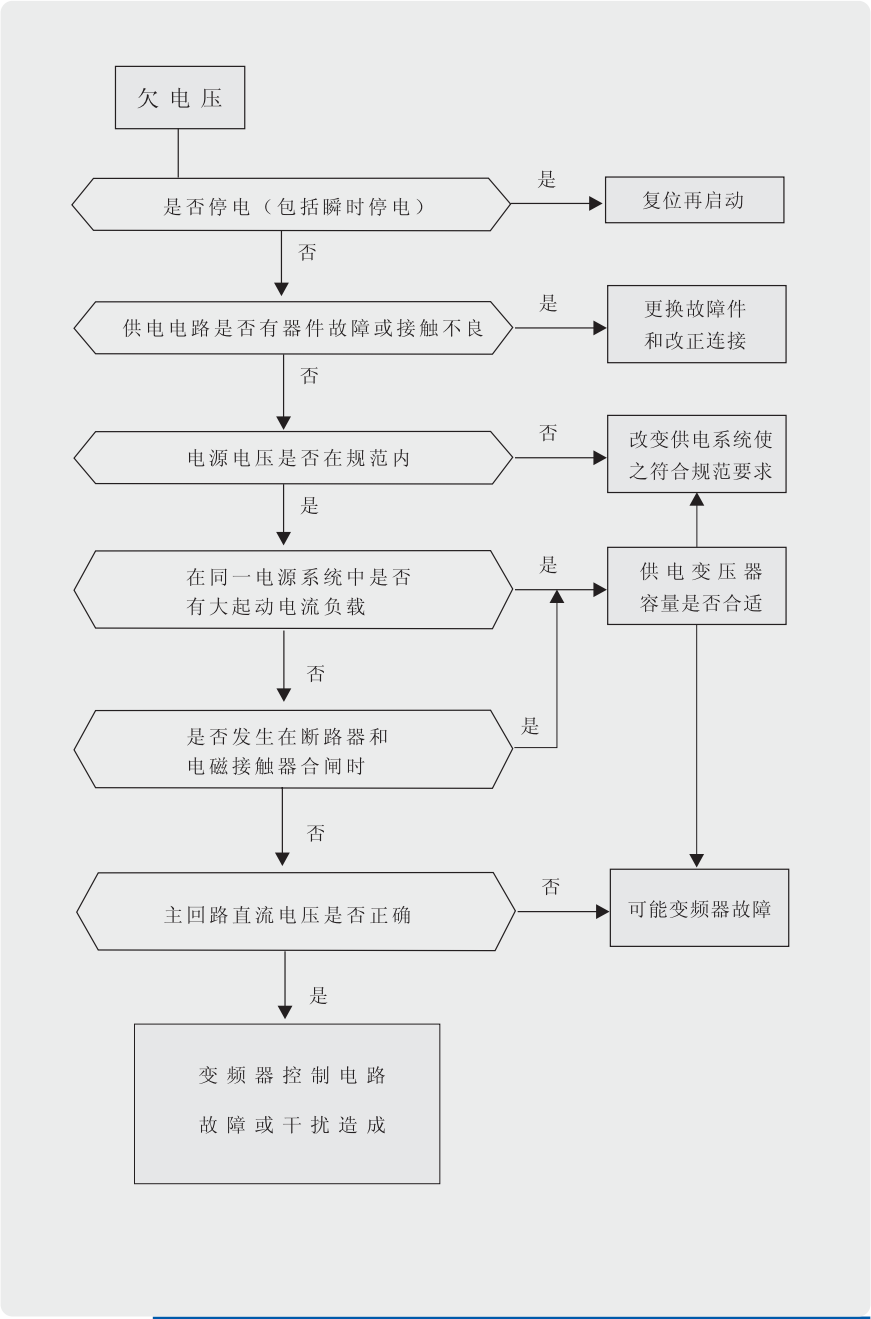 欠电压
是
是否停电（包括瞬时停电）
复位再启动
否
供电电路是否有器件故障或接触不良
是
更换故障件
和改正连接
否
电源电压是否在规范内
否
改变供电系统使
之符合规范要求
是
在同一电源系统中是否
有大起动电流负载
是
供电变压器
容量是否合适
否
是否发生在断路器和
电磁接触器合闸时
是
否
主回路直流电压是否正确
否
可能变频器故障
是
变频器控制电路
故障或干扰造成